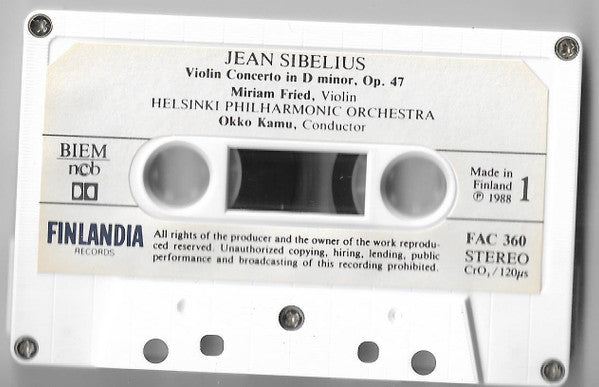 JEAN SIBELIUS
Violin Concerto in D minor, Op. 47
Miriam Fried, Violin
HELSINKI PHILHARMONIC ORCHESTRA
Okko Kamu, Conductor
BIEM
ncb
Made in
Finland
℗ 1988
1
FINLANDIA
RECORDS
All rights of the producer and the owner of the work reprodu-
ced reserved. Unauthorized copying, hiring, lending, public
performance and broadcasting of this recording prohibited.
FAC 360
STEREO
CrO₂/120µs